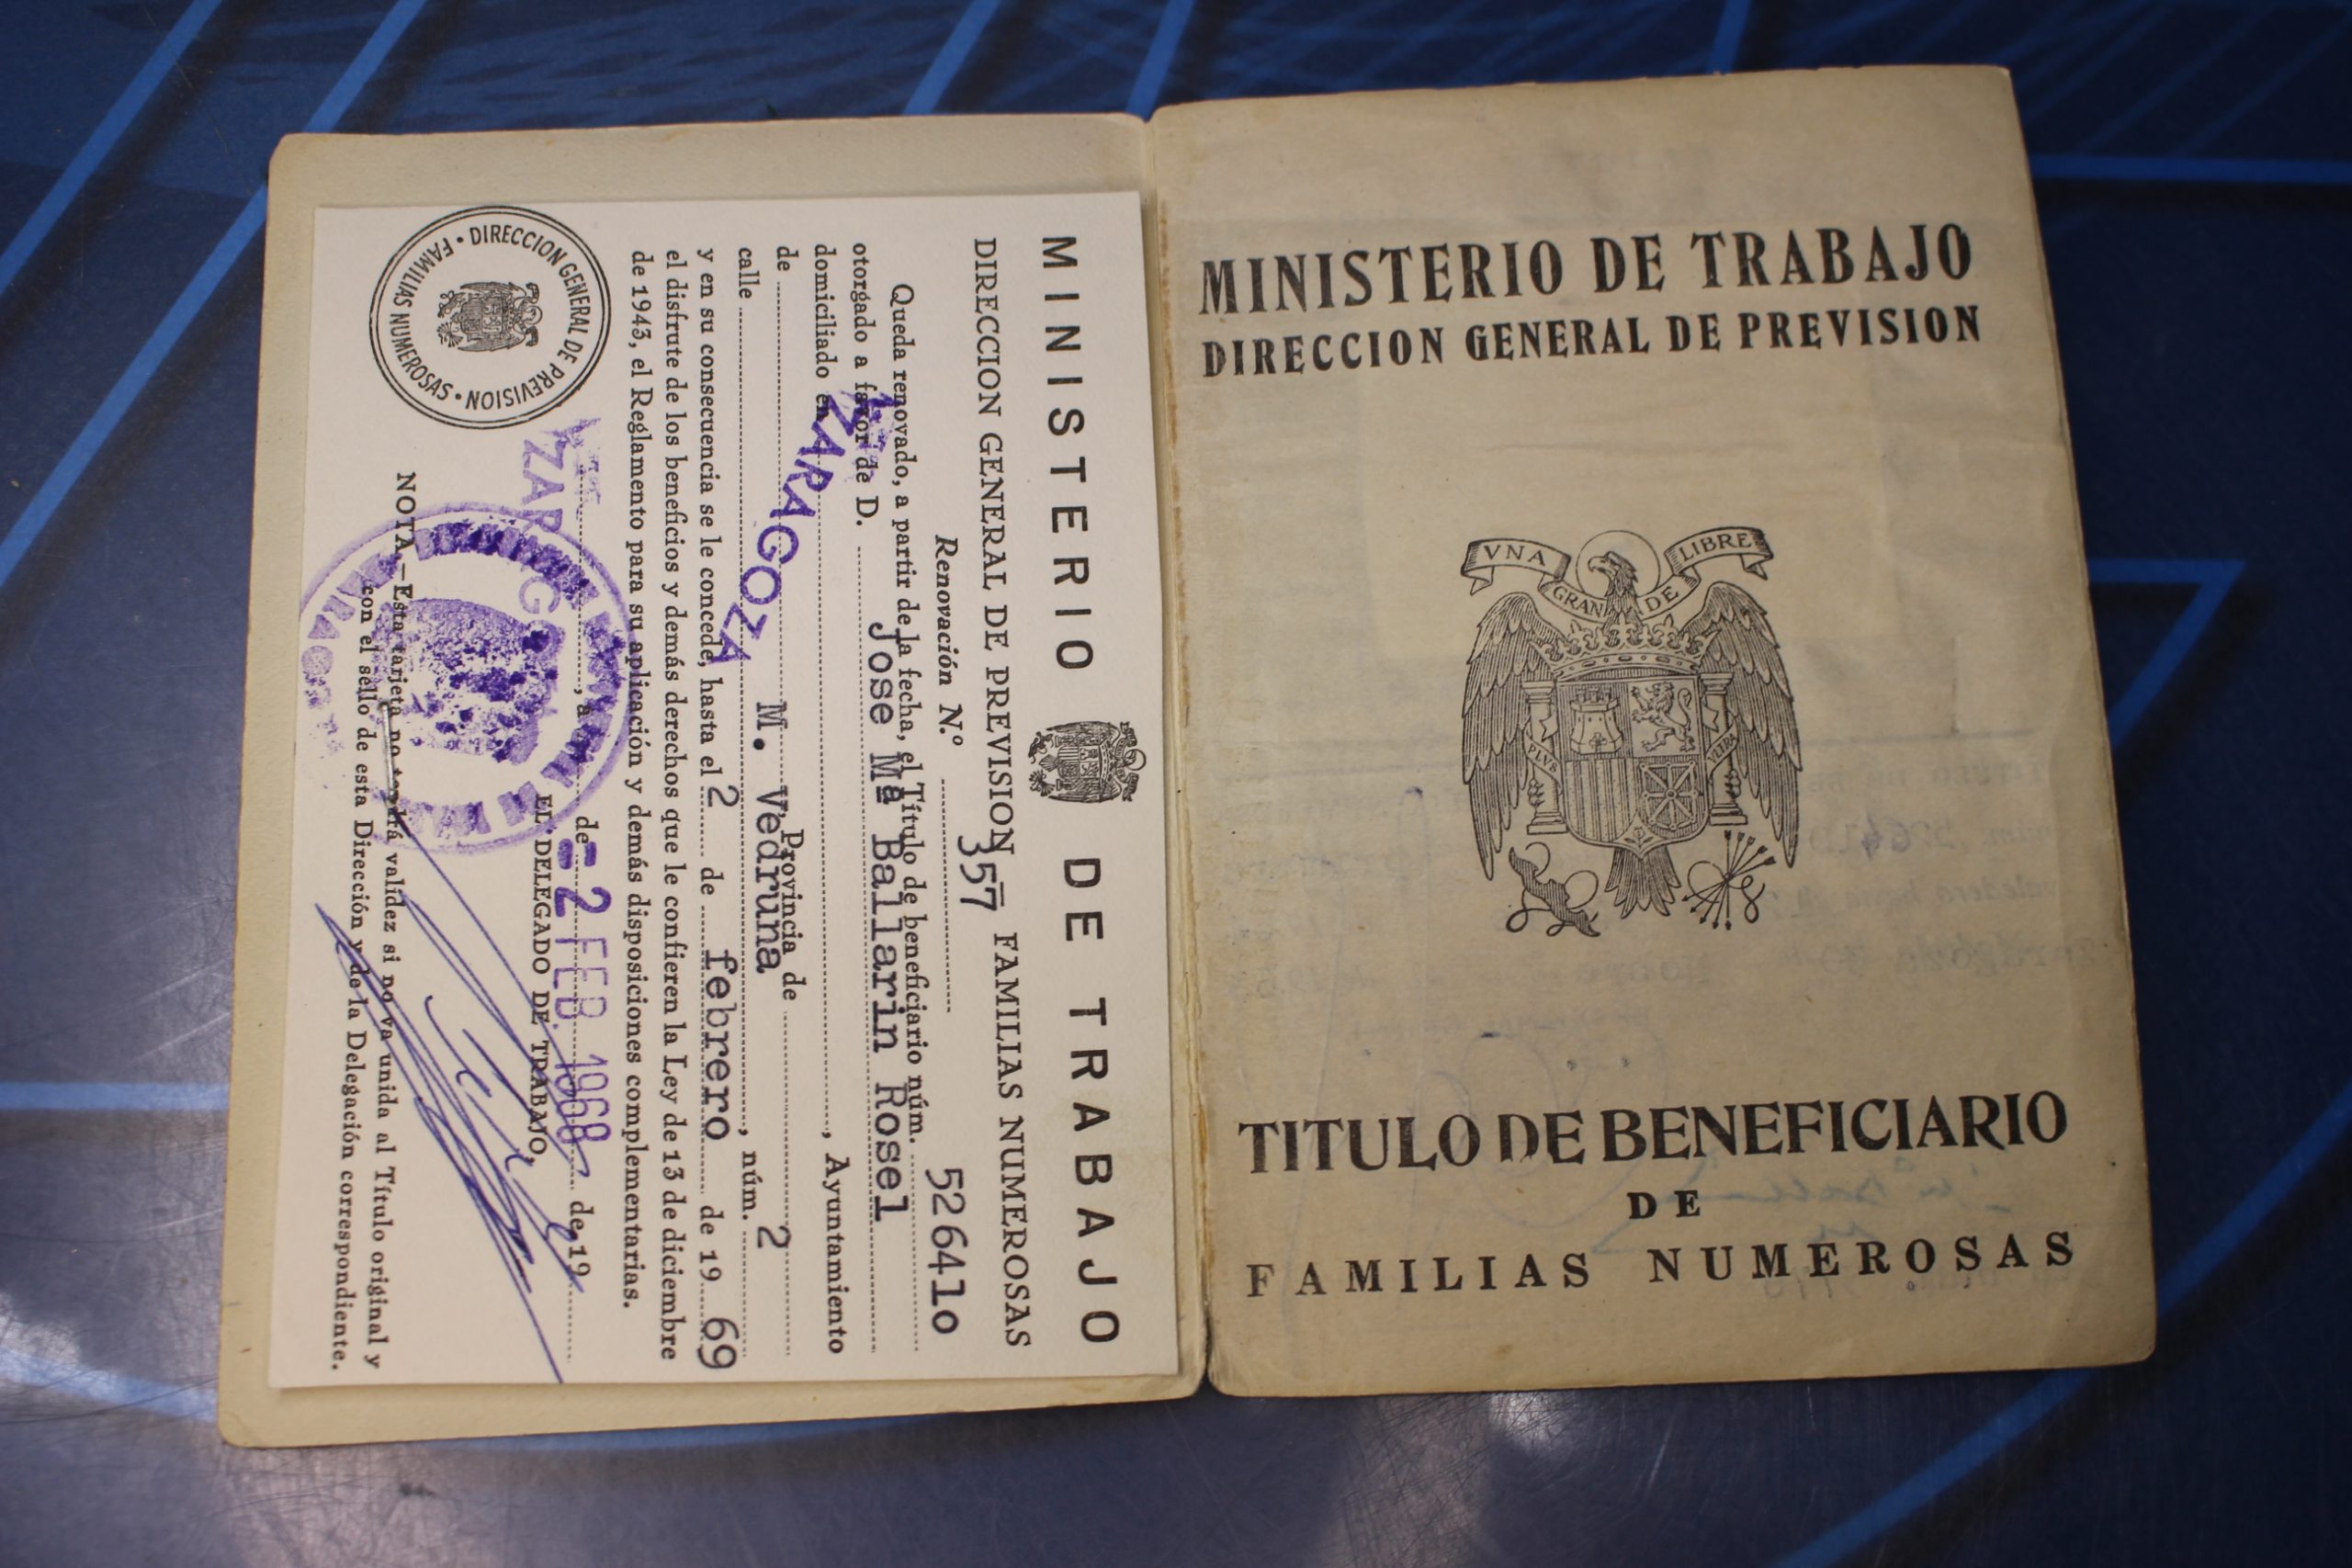 MINISTERIO DE TRABAJO
DIRECCION GENERAL DE PREVISION FAMILIAS NUMEROSAS
Renovación N.º 357
Queda renovado, a partir de la fecha, el Título de beneficiario núm. 526410
otorgado a favor de D. Jose Mª Ballarin Rosel
domiciliado en ZARAGOZA, Ayuntamiento
de Provincia de
calle M. Vedruna, núm. 2
y en su consecuencia se le concede, hasta el 2 de febrero de 19 69
el disfrute de los beneficios y demás derechos que le confieren la Ley de 13 de diciembre
de 1943, el Reglamento para su aplicación y demás disposiciones complementarias.
ZARAGOZA, a de -2 FEB. 1968 de 19
EL DELEGADO DE TRABAJO,
NOTA.—Esta tarjeta no tendrá validez si no va unida al Título original y
con el sello de esta Dirección y de la Delegación correspondiente.
DIRECCION GENERAL DE PREVISION • FAMILIAS NUMEROSAS •
MINISTERIO DE TRABAJO
DIRECCION GENERAL DE PREVISION
VNA GRANDE LIBRE
PLVS VLTRA
TITULO DE BENEFICIARIO
DE
FAMILIAS NUMEROSAS